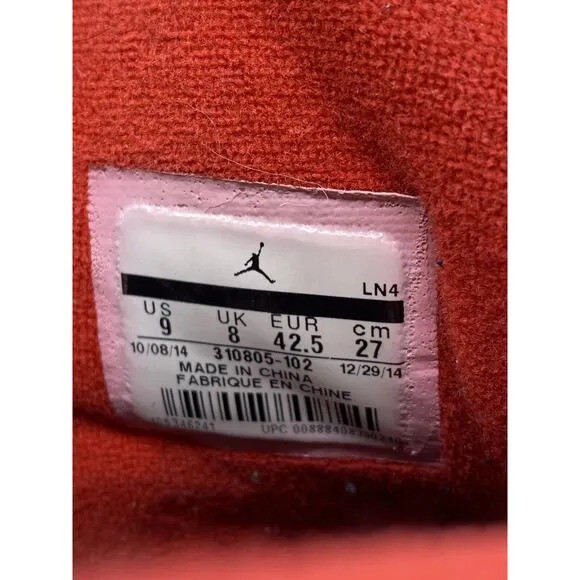 LN4
US UK EUR cm
9 8 42.5 27
10/08/14 310805-102 12/29/14
MADE IN CHINA
FABRIQUE EN CHINE
UPC